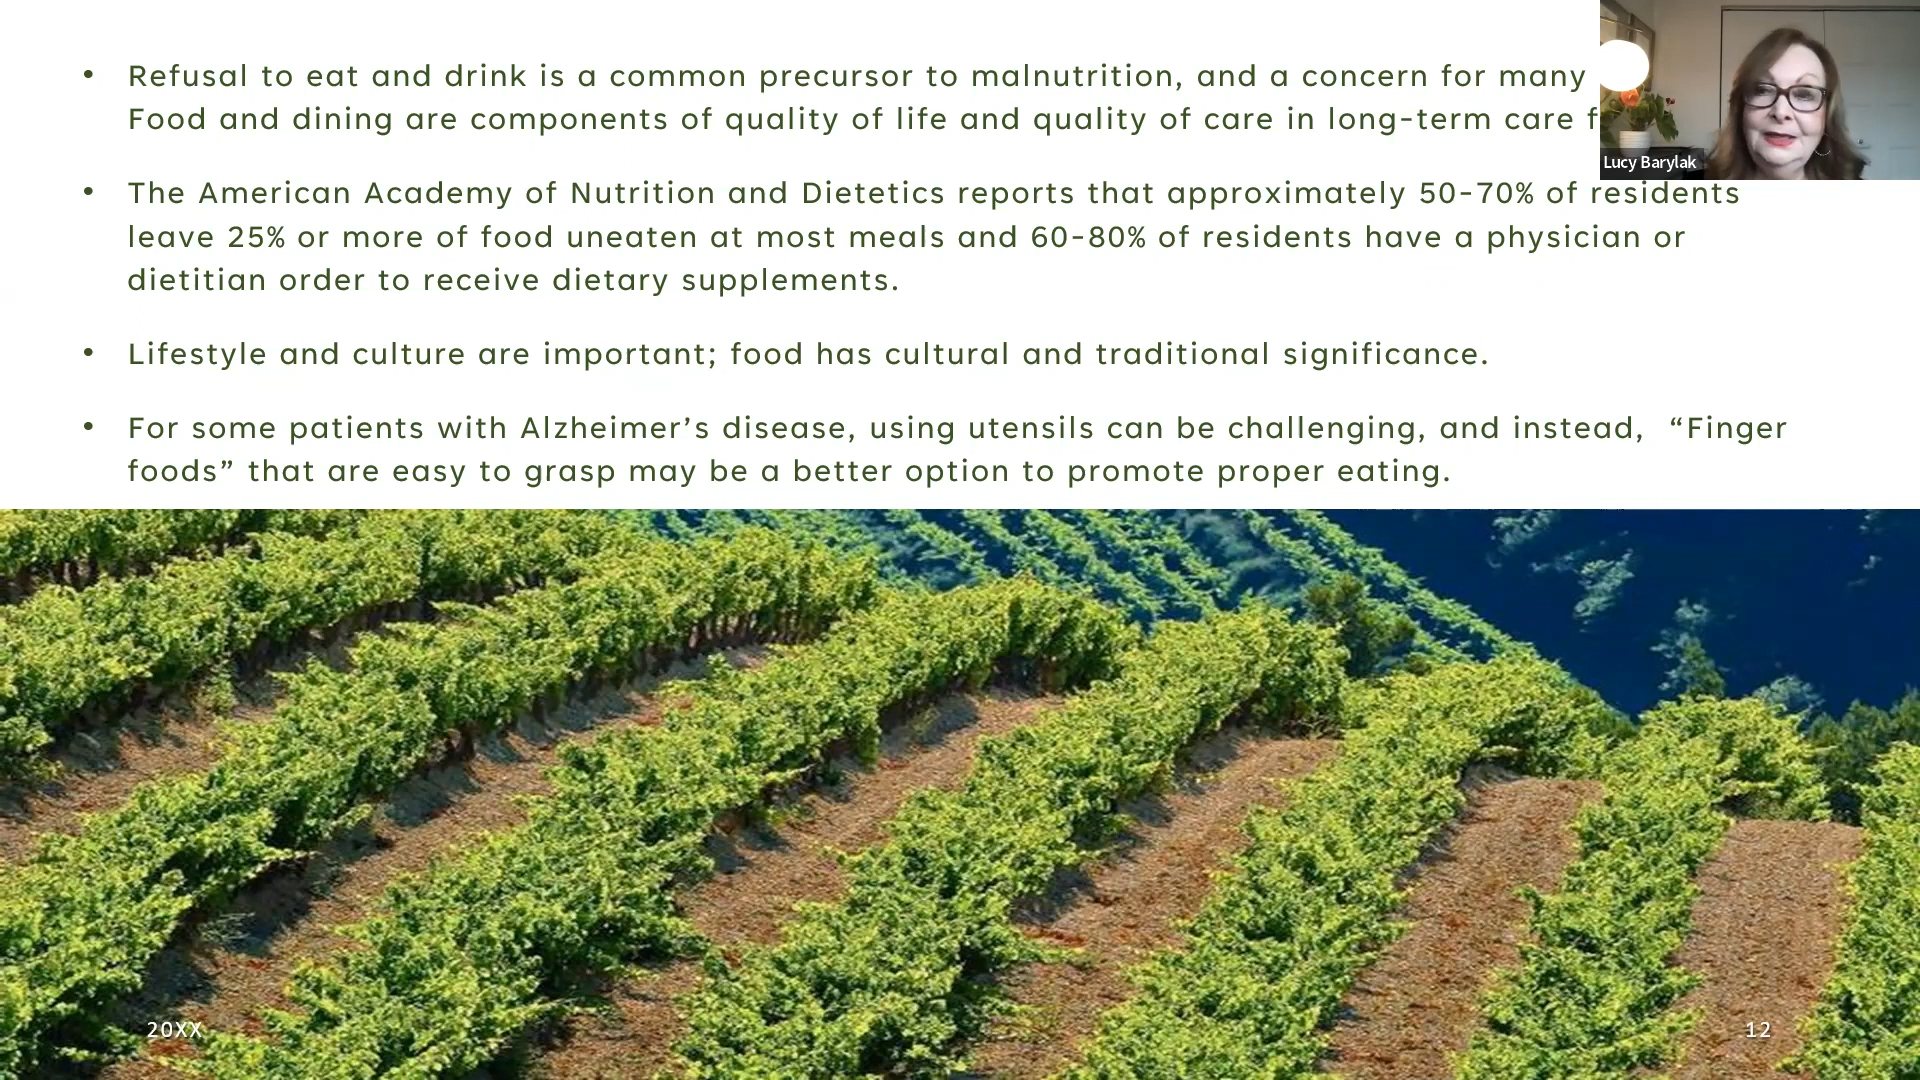 • Refusal to eat and drink is a common precursor to malnutrition, and a concern for many
Food and dining are components of quality of life and quality of care in long-term care
• The American Academy of Nutrition and Dietetics reports that approximately 50-70% of residents
leave 25% or more of food uneaten at most meals and 60-80% of residents have a physician or
dietitian order to receive dietary supplements.
• Lifestyle and culture are important; food has cultural and traditional significance.
• For some patients with Alzheimer’s disease, using utensils can be challenging, and instead, “Finger
foods” that are easy to grasp may be a better option to promote proper eating.
Lucy Barylak
20XX
12